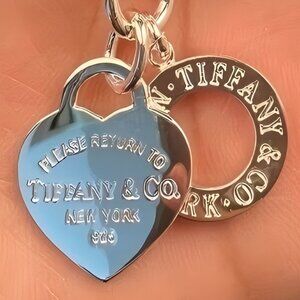 PLEASE RETURN TO
TIFFANY & CO.
NEW YORK
925
TIFFANY & CO.